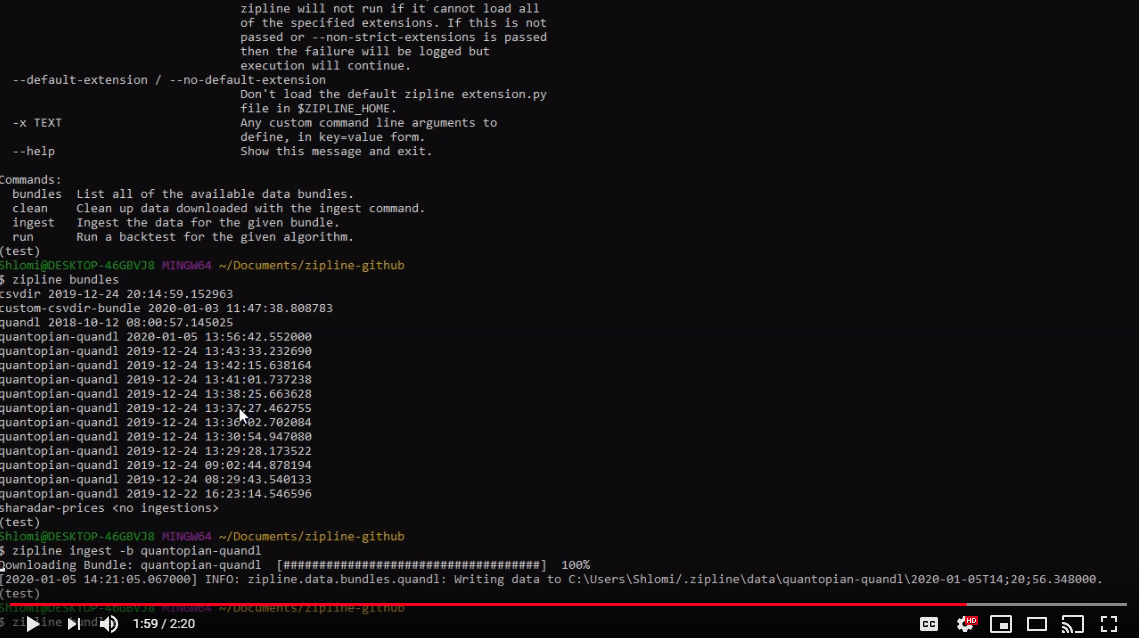 zipline will not run if it cannot load all
of the specified extensions. If this is not
passed or --non-strict-extensions is passed
then the failure will be logged but
execution will continue.
--default-extension / --no-default-extension
Don't load the default zipline extension.py
file in $ZIPLINE_HOME.
-x TEXT Any custom command line arguments to
define, in key=value form.
--help Show this message and exit.
Commands:
bundles List all of the available data bundles.
clean Clean up data downloaded with the ingest command.
ingest Ingest the data for the given bundle.
run Run a backtest for the given algorithm.
(test)
Shlomi@DESKTOP-46GBVJ8 MINGW64 ~/Documents/zipline-github
$ zipline bundles
csvdir 2019-12-24 20:14:59.152963
custom-csvdir-bundle 2020-01-03 11:47:38.808783
quandl 2018-10-12 08:00:57.145025
quantopian-quandl 2020-01-05 13:56:42.552000
quantopian-quandl 2019-12-24 13:43:33.232690
quantopian-quandl 2019-12-24 13:42:15.638164
quantopian-quandl 2019-12-24 13:41:01.737238
quantopian-quandl 2019-12-24 13:38:25.663628
quantopian-quandl 2019-12-24 13:37:27.462755
quantopian-quandl 2019-12-24 13:36:02.702084
quantopian-quandl 2019-12-24 13:30:54.947080
quantopian-quandl 2019-12-24 13:29:28.173522
quantopian-quandl 2019-12-24 09:02:44.878194
quantopian-quandl 2019-12-24 08:29:43.540133
quantopian-quandl 2019-12-22 16:23:14.546596
sharadar-prices <no ingestions>
(test)
Shlomi@DESKTOP-46GBVJ8 MINGW64 ~/Documents/zipline-github
$ zipline ingest -b quantopian-quandl
Downloading Bundle: quantopian-quandl [####################################] 100%
[2020-01-05 14:21:05.067000] INFO: zipline.data.bundles.quandl: Writing data to C:\Users\Shlomi/.zipline\data\quantopian-quandl\2020-01-05T14;20;56.348000.
(test)
Shlomi@DESKTOP-46GBVJ8 MINGW64 ~/Documents/zipline-github
$
1:59 / 2:20
CC
HD